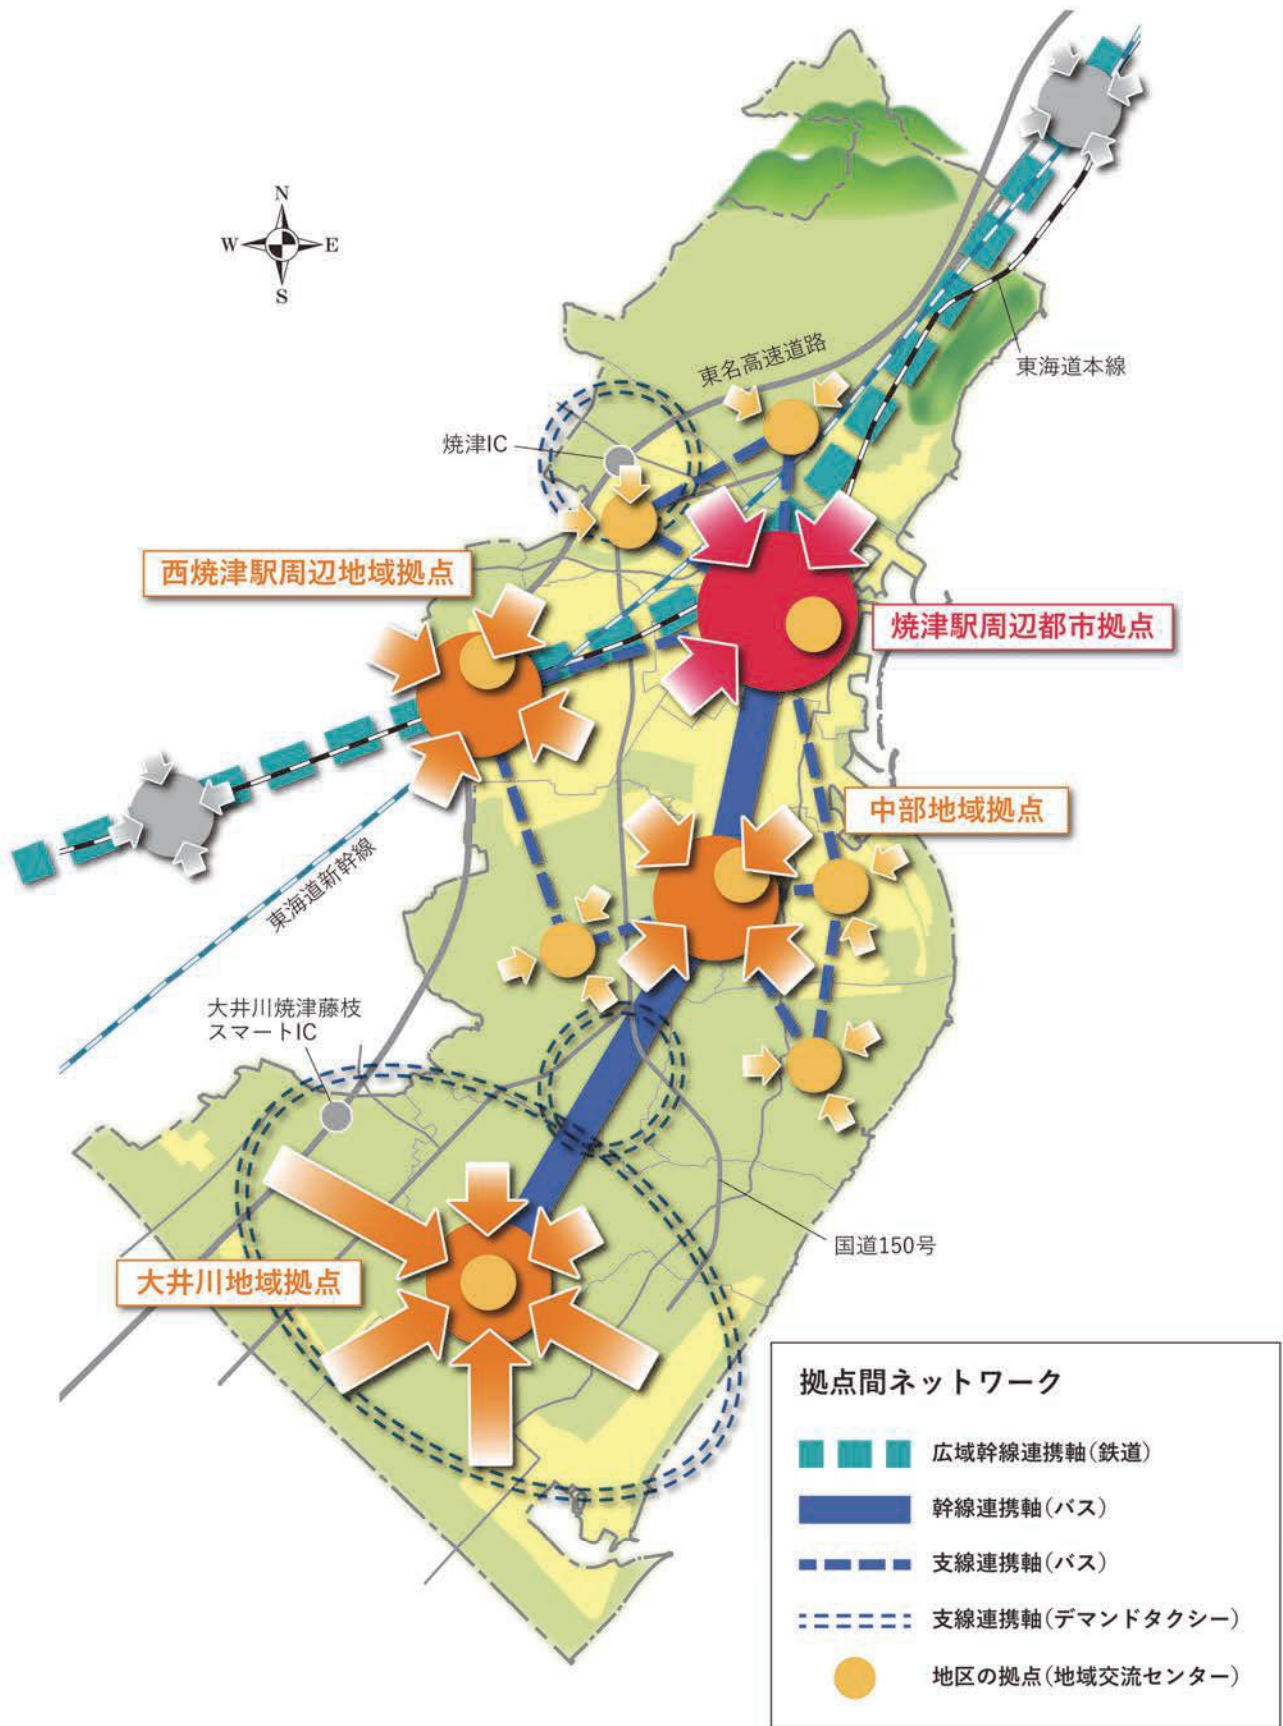 N
W
E
S
東名高速道路
東海道本線
焼津IC
西焼津駅周辺地域拠点
焼津駅周辺都市拠点
中部地域拠点
東海道新幹線
大井川焼津藤枝
スマートIC
国道150号
大井川地域拠点
拠点間ネットワーク
広域幹線連携軸(鉄道)
幹線連携軸(バス)
支線連携軸(バス)
支線連携軸(デマンドタクシー)
地区の拠点(地域交流センター)